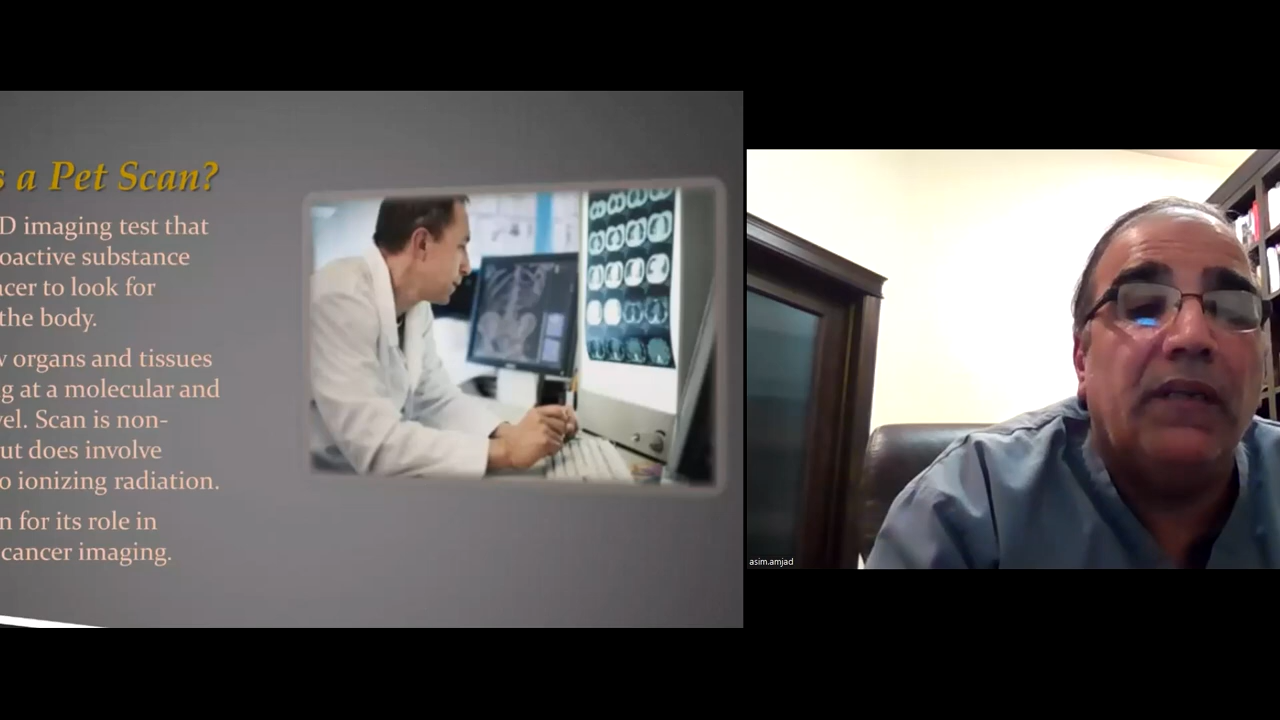 s a Pet Scan?
D imaging test that
oactive substance
acer to look for
the body.
w organs and tissues
ng at a molecular and
vel. Scan is non-
ut does involve
o ionizing radiation.
n for its role in
cancer imaging.
asim.amjad